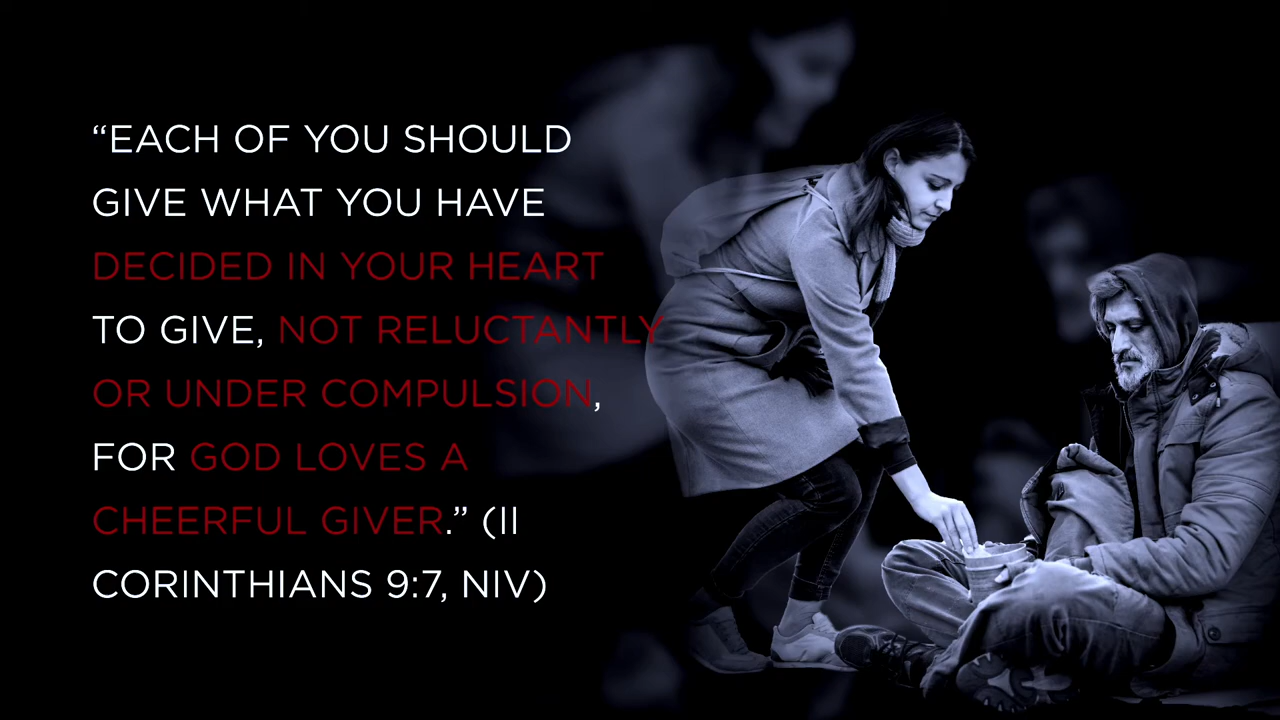 “EACH OF YOU SHOULD
GIVE WHAT YOU HAVE
DECIDED IN YOUR HEART
TO GIVE, NOT RELUCTANTLY
OR UNDER COMPULSION,
FOR GOD LOVES A
CHEERFUL GIVER.” (II
CORINTHIANS 9:7, NIV)